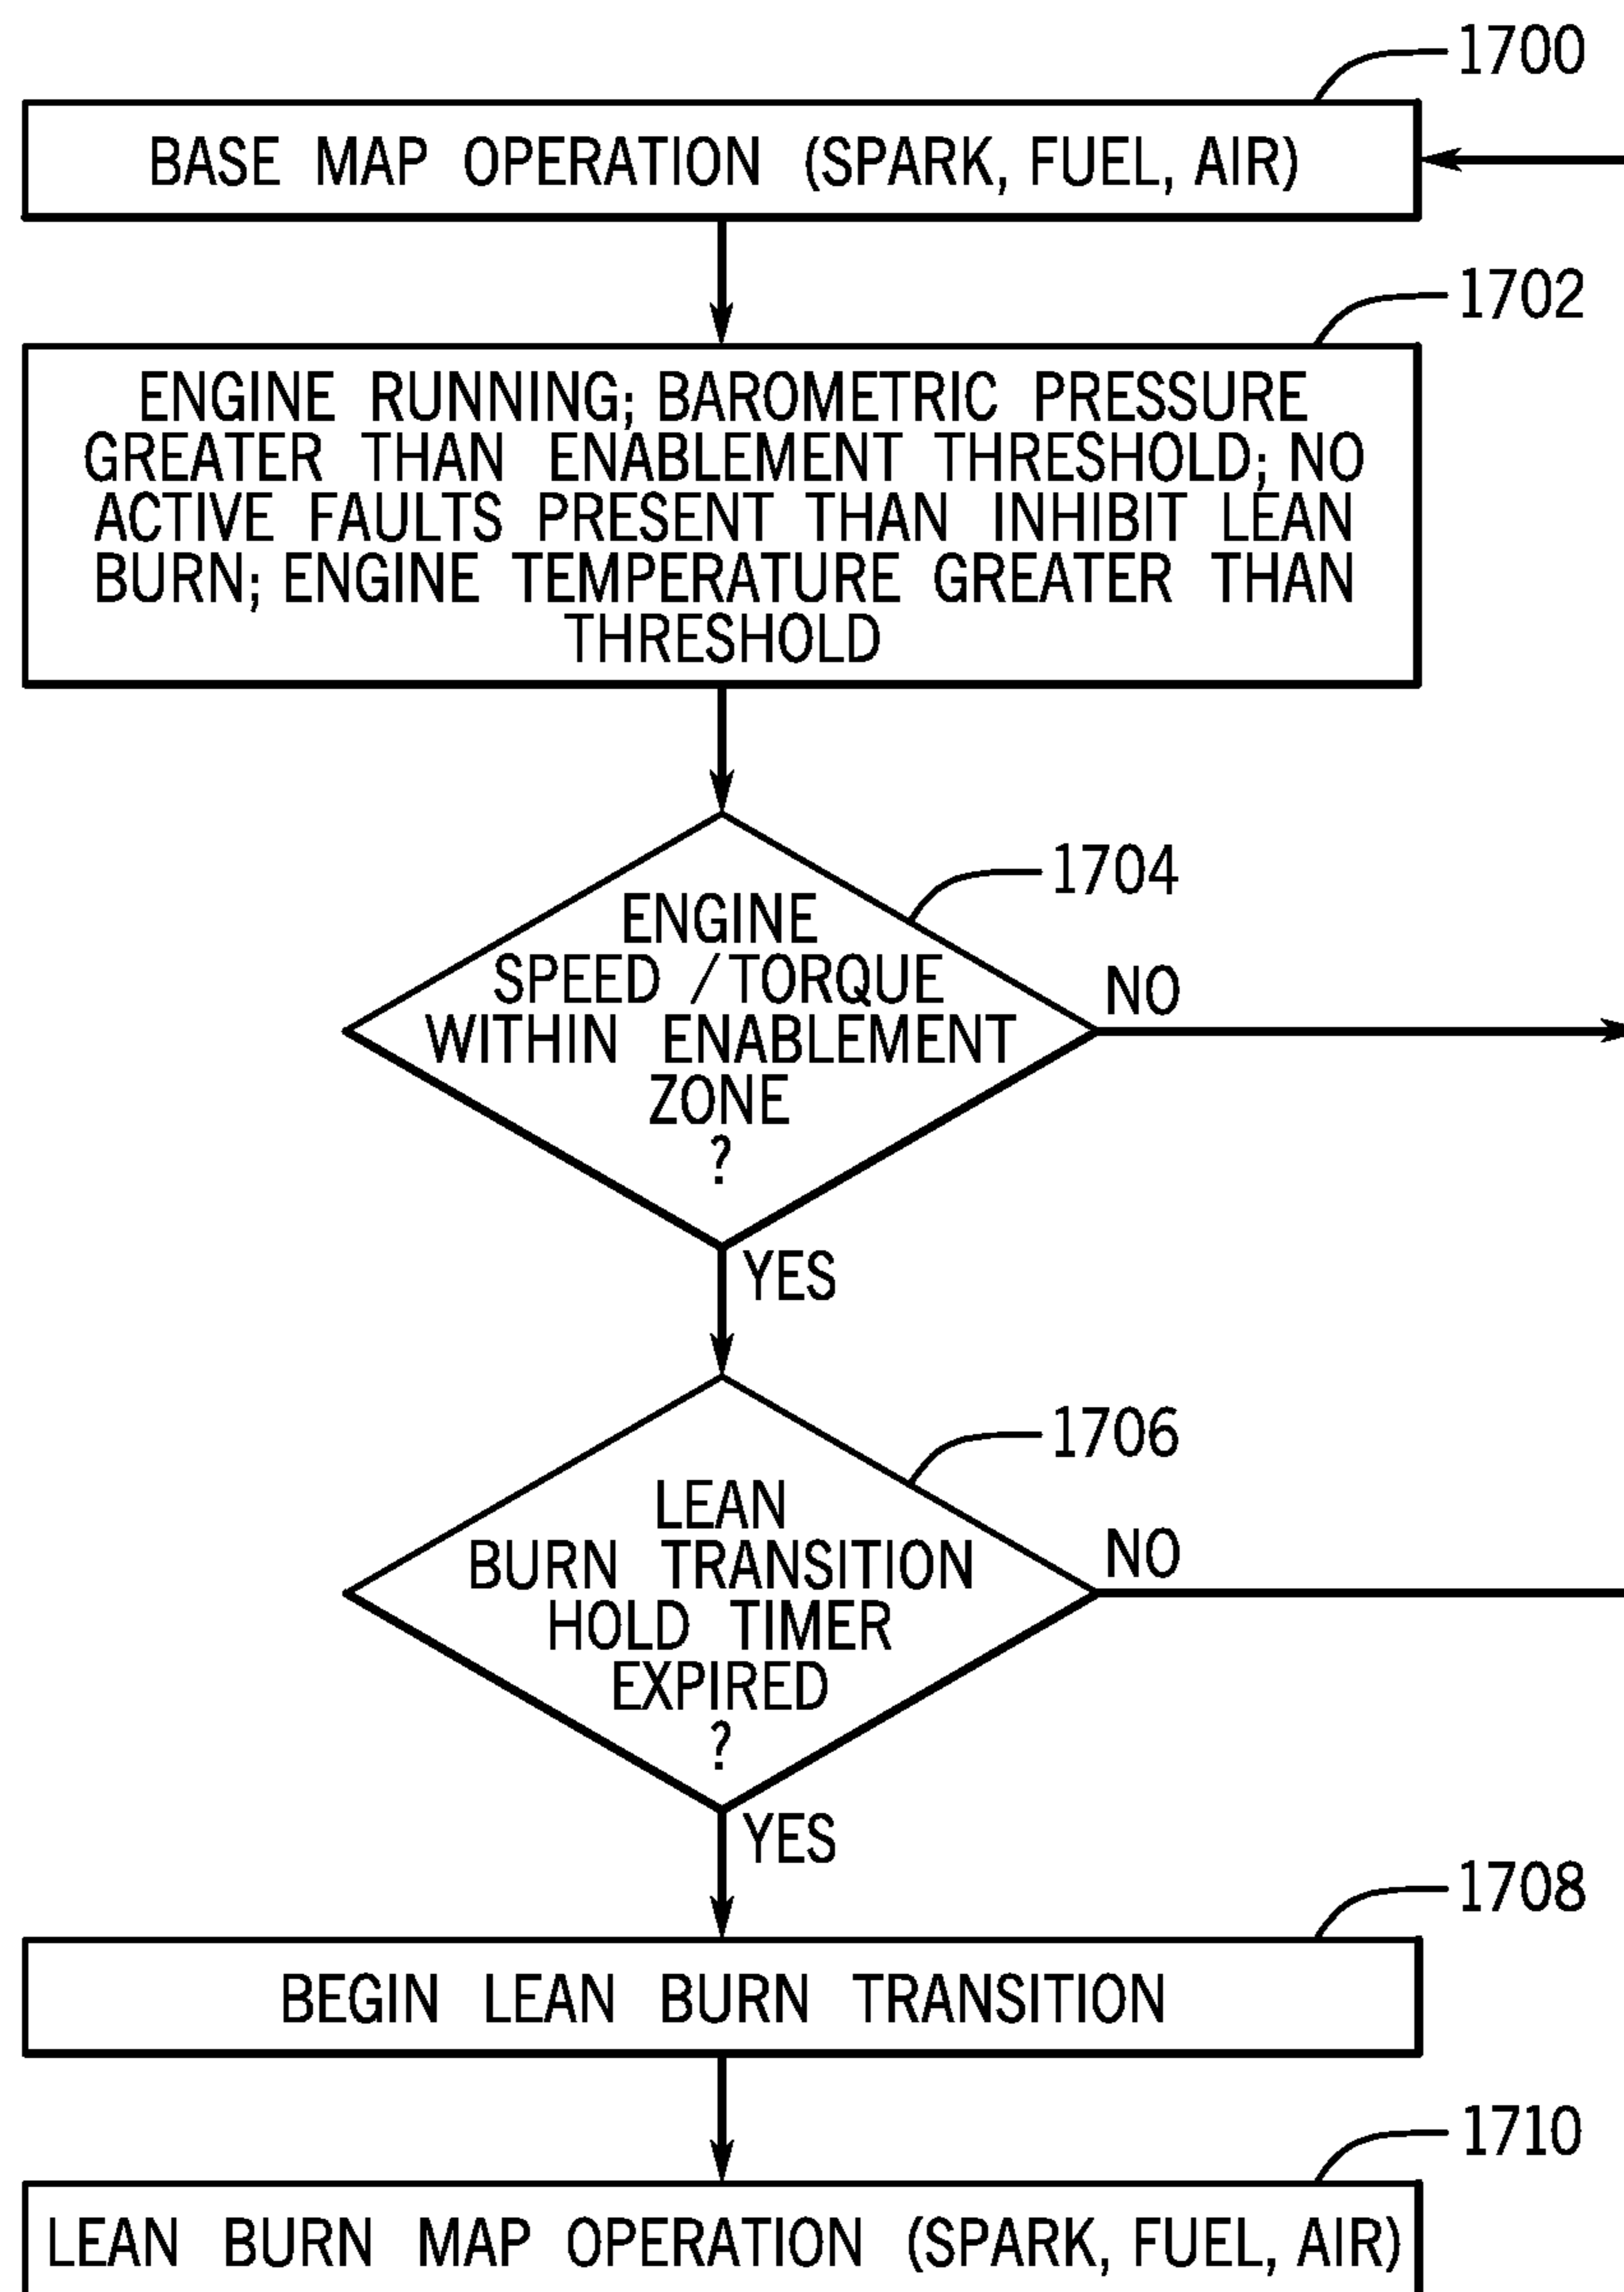 1700
BASE MAP OPERATION (SPARK, FUEL, AIR)
1702
ENGINE RUNNING; BAROMETRIC PRESSURE
GREATER THAN ENABLEMENT THRESHOLD; NO
ACTIVE FAULTS PRESENT THAN INHIBIT LEAN
BURN; ENGINE TEMPERATURE GREATER THAN
THRESHOLD
1704
ENGINE
SPEED /TORQUE
WITHIN ENABLEMENT
ZONE
?
NO
YES
1706
LEAN
BURN TRANSITION
HOLD TIMER
EXPIRED
?
NO
YES
1708
BEGIN LEAN BURN TRANSITION
1710
LEAN BURN MAP OPERATION (SPARK, FUEL, AIR)